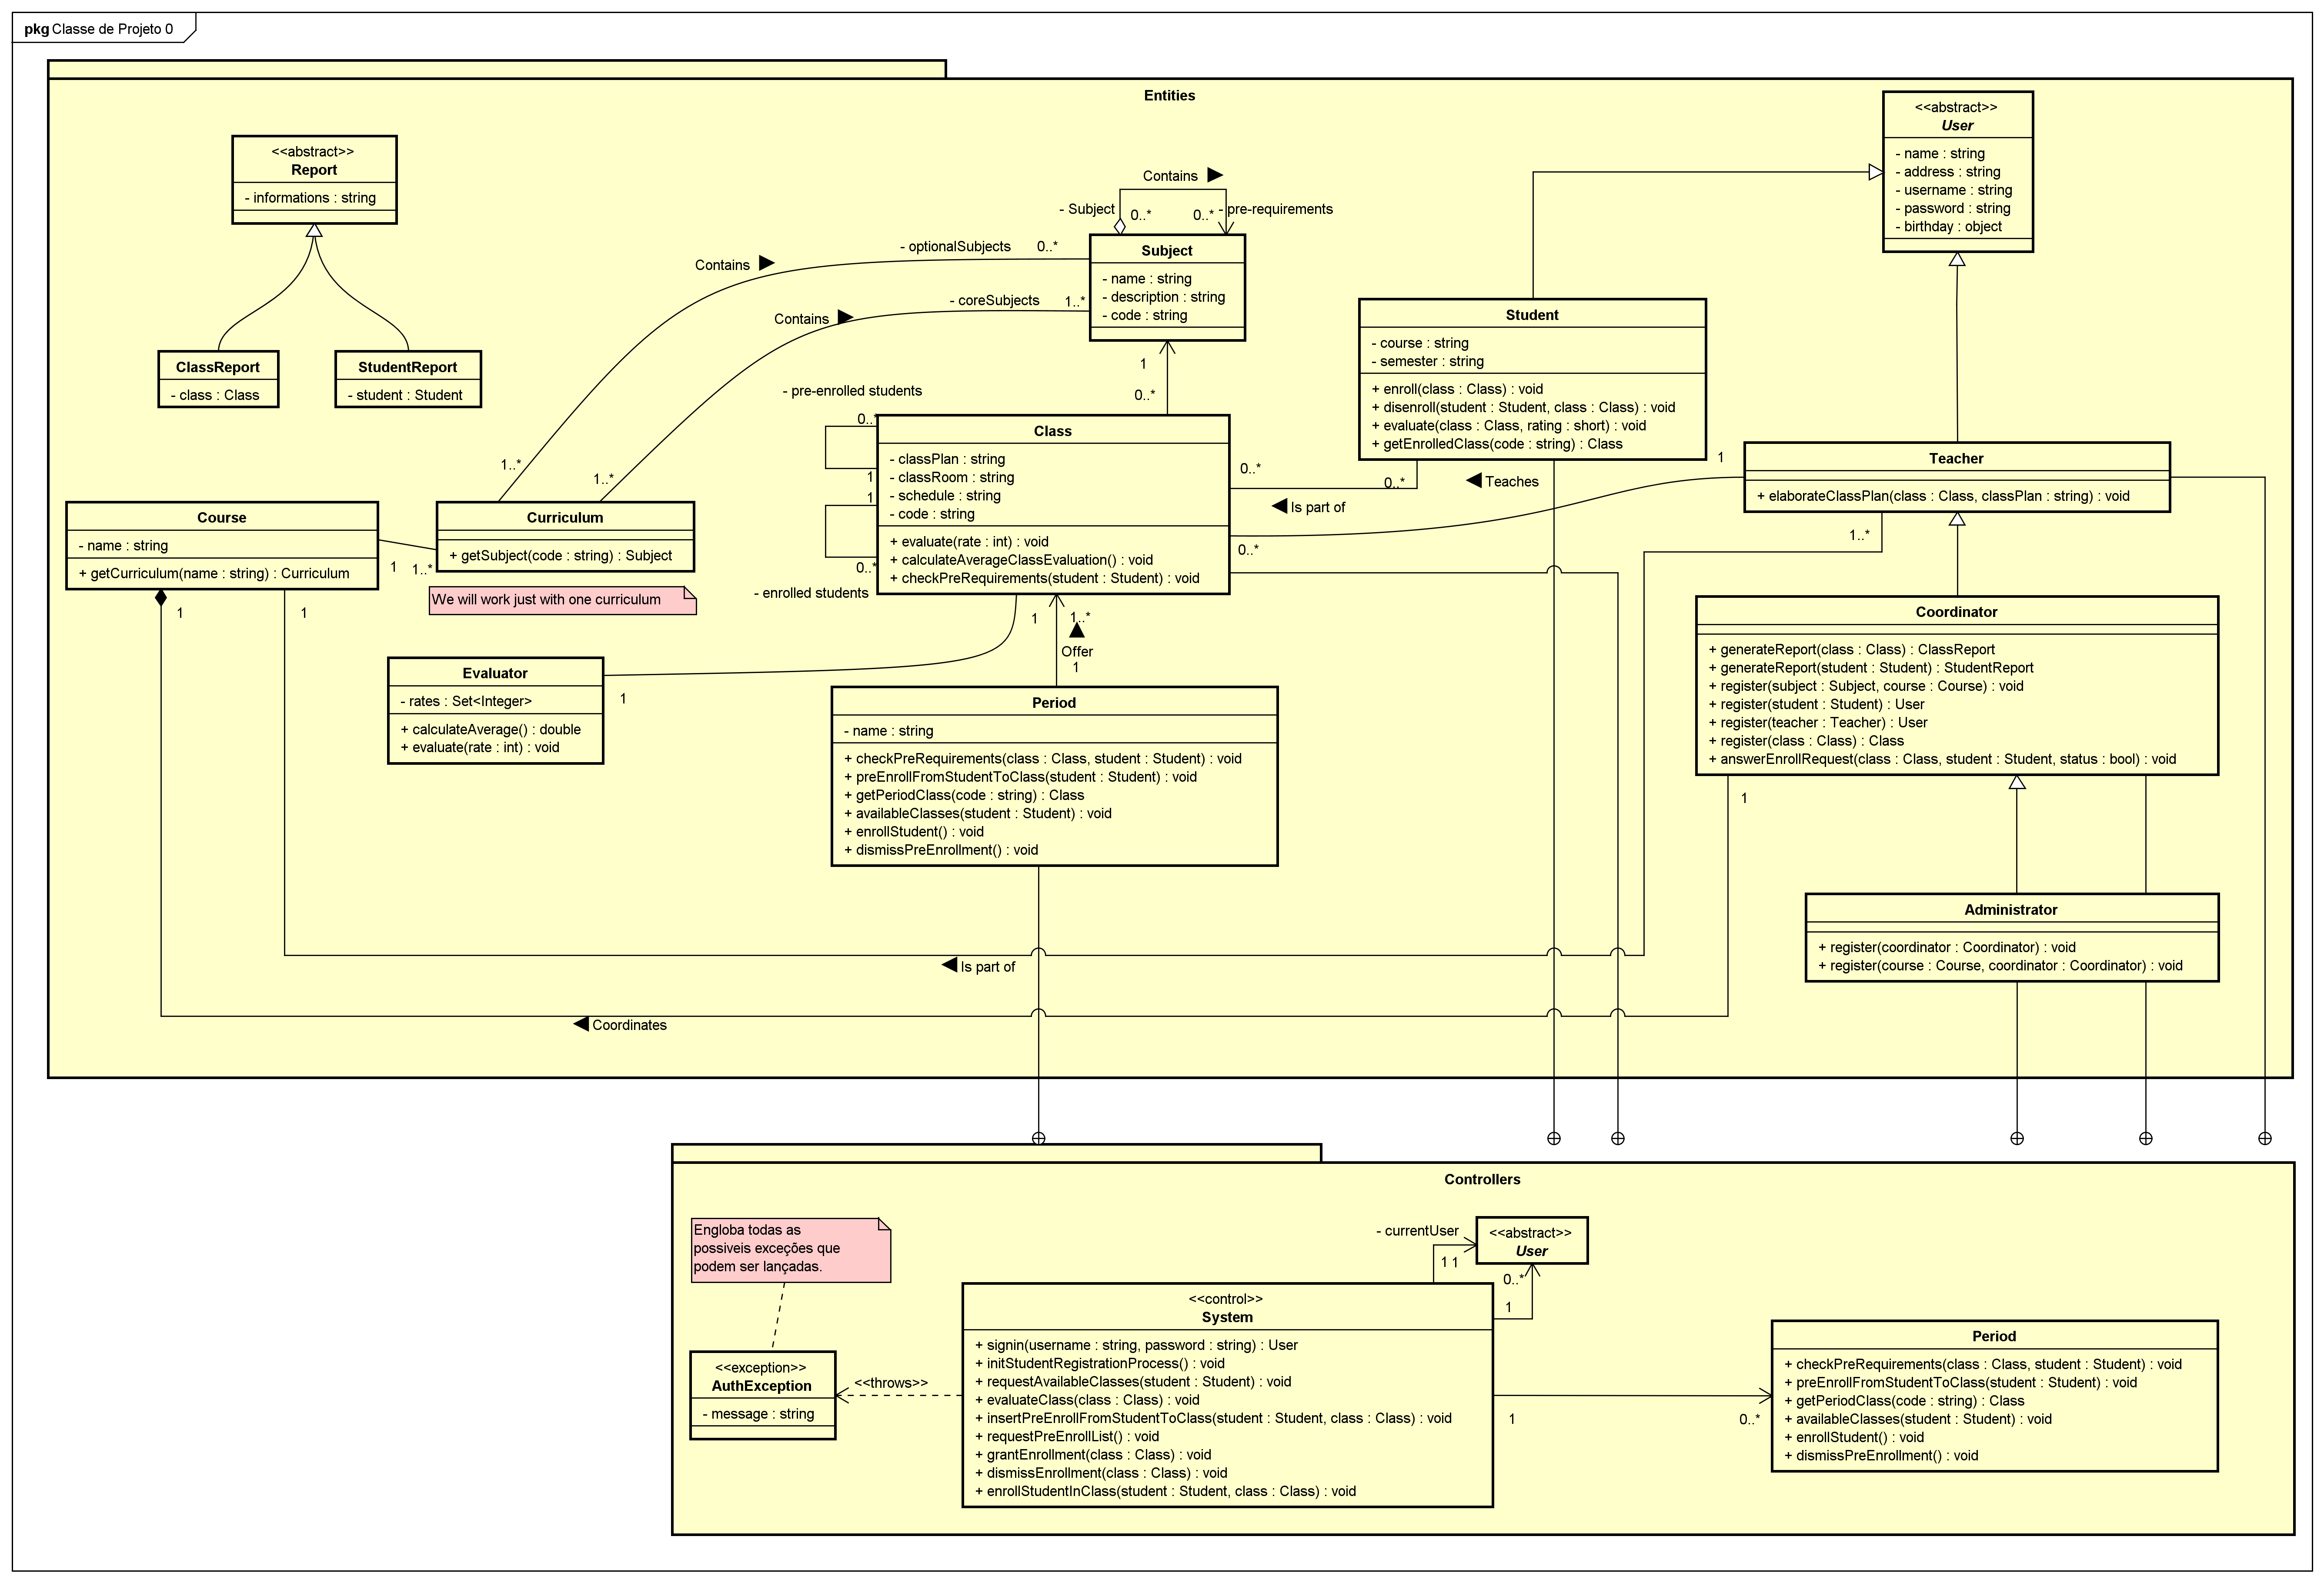 pkg Classe de Projeto 0
Entities
<<abstract>>
Report
- informations : string
ClassReport
- class : Class
StudentReport
- student : Student
Contains
- Subject
0..*
0..*
- pre-requirements
Subject
- name : string
- description : string
- code : string
- optionalSubjects
0..*
Contains
- coreSubjects
1..*
Contains
1..*
1..*
1
0..*
<<abstract>>
User
- name : string
- address : string
- username : string
- password : string
- birthday : object
Student
- course : string
- semester : string
+ enroll(class : Class) : void
+ disenroll(student : Student, class : Class) : void
+ evaluate(class : Class, rating : short) : void
+ getEnrolledClass(code : string) : Class
- pre-enrolled students
0..*
1
1
0..*
- enrolled students
Class
- classPlan : string
- classRoom : string
- schedule : string
- code : string
+ evaluate(rate : int) : void
+ calculateAverageClassEvaluation() : void
+ checkPreRequirements(student : Student) : void
0..*
0..*
Is part of
Teaches
1
0..*
Teacher
+ elaborateClassPlan(class : Class, classPlan : string) : void
1..*
Course
- name : string
+ getCurriculum(name : string) : Curriculum
1
1..*
1
1
Curriculum
+ getSubject(code : string) : Subject
We will work just with one curriculum
Evaluator
- rates : Set<Integer>
+ calculateAverage() : double
+ evaluate(rate : int) : void
1
1
1..*
Offer
1
Period
- name : string
+ checkPreRequirements(class : Class, student : Student) : void
+ preEnrollFromStudentToClass(student : Student) : void
+ getPeriodClass(code : string) : Class
+ availableClasses(student : Student) : void
+ enrollStudent() : void
+ dismissPreEnrollment() : void
Coordinator
+ generateReport(class : Class) : ClassReport
+ generateReport(student : Student) : StudentReport
+ register(subject : Subject, course : Course) : void
+ register(student : Student) : User
+ register(teacher : Teacher) : User
+ register(class : Class) : Class
+ answerEnrollRequest(class : Class, student : Student, status : bool) : void
1
Administrator
+ register(coordinator : Coordinator) : void
+ register(course : Course, coordinator : Coordinator) : void
Is part of
Coordinates
Controllers
Engloba todas as
possiveis exceções que
podem ser lançadas.
<<exception>>
AuthException
- message : string
<<throws>>
- currentUser
1 1
<<abstract>>
User
0..*
1
<<control>>
System
+ signin(username : string, password : string) : User
+ initStudentRegistrationProcess() : void
+ requestAvailableClasses(student : Student) : void
+ evaluateClass(class : Class) : void
+ insertPreEnrollFromStudentToClass(student : Student, class : Class) : void
+ requestPreEnrollList() : void
+ grantEnrollment(class : Class) : void
+ dismissEnrollment(class : Class) : void
+ enrollStudentInClass(student : Student, class : Class) : void
1
0..*
Period
+ checkPreRequirements(class : Class, student : Student) : void
+ preEnrollFromStudentToClass(student : Student) : void
+ getPeriodClass(code : string) : Class
+ availableClasses(student : Student) : void
+ enrollStudent() : void
+ dismissPreEnrollment() : void